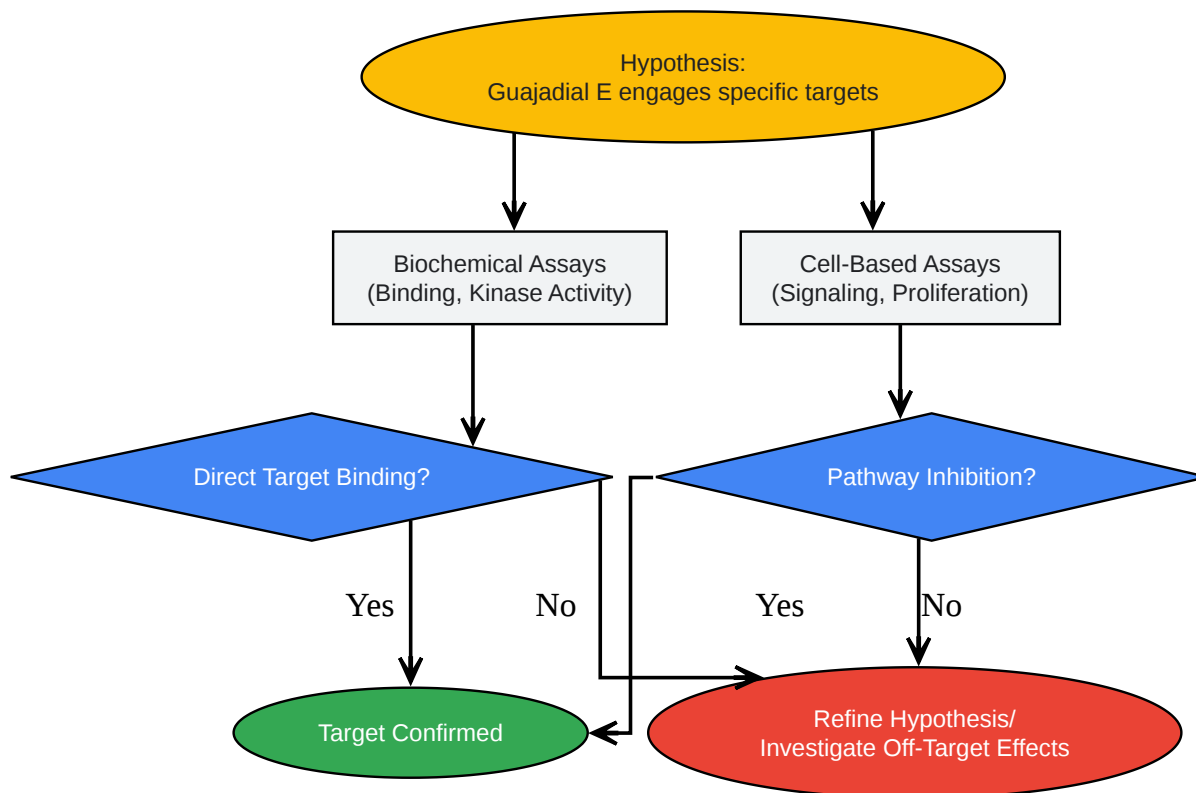 Hypothesis:
Guajadial E engages specific targets
Biochemical Assays
(Binding, Kinase Activity)
Cell-Based Assays
(Signaling, Proliferation)
Direct Target Binding?
Pathway Inhibition?
Yes
No
Yes
No
Target Confirmed
Refine Hypothesis/
Investigate Off-Target Effects